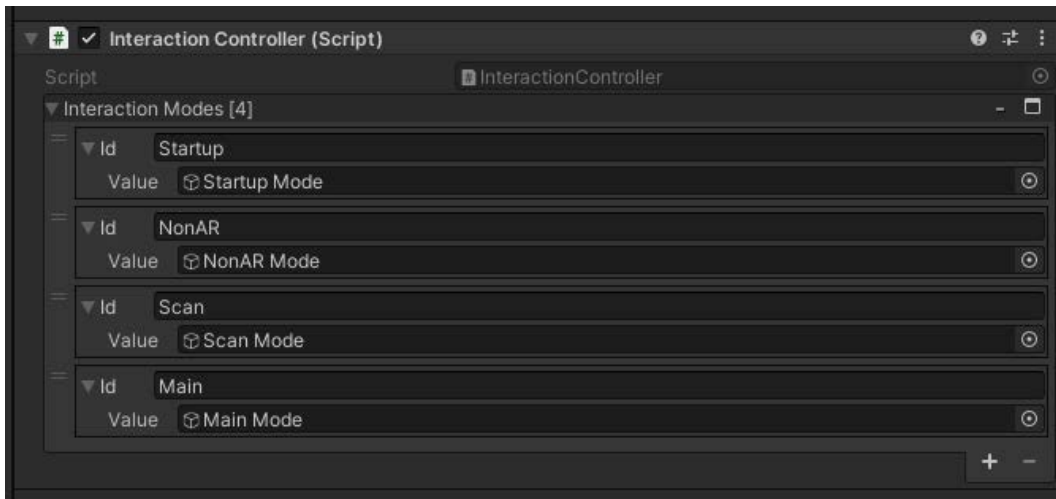 Interaction Controller (Script)
Script InteractionController
Interaction Modes [4]
Id Startup
Value Startup Mode
Id NonAR
Value NonAR Mode
Id Scan
Value Scan Mode
Id Main
Value Main Mode